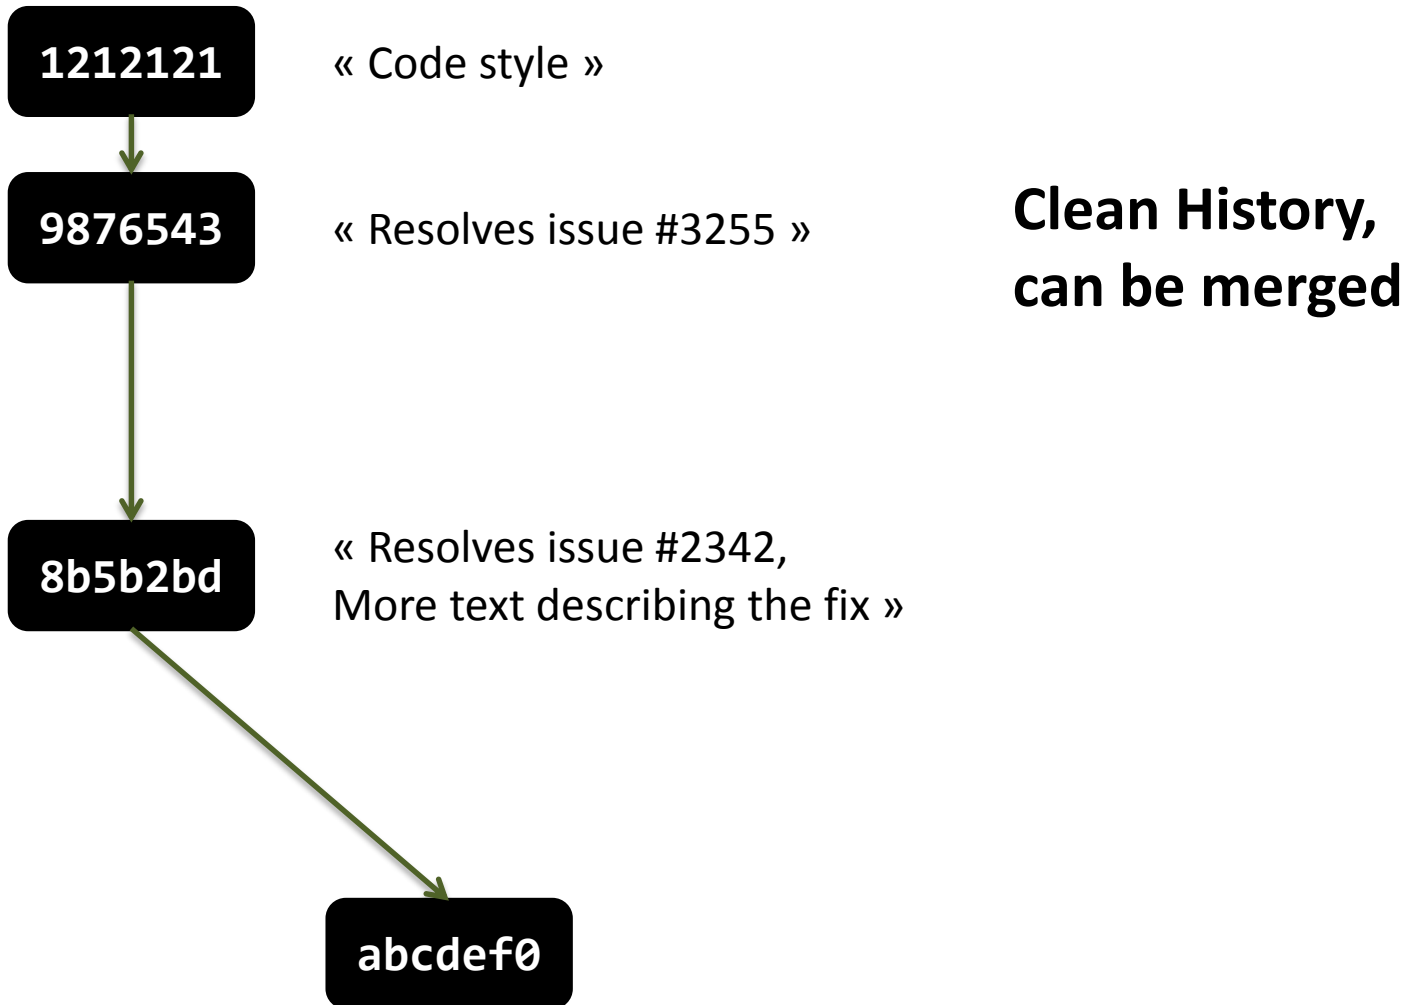 1212121
« Code style »
9876543
« Resolves issue #3255 »
Clean History,
can be merged
8b5b2bd
« Resolves issue #2342,
More text describing the fix »
abcdef0